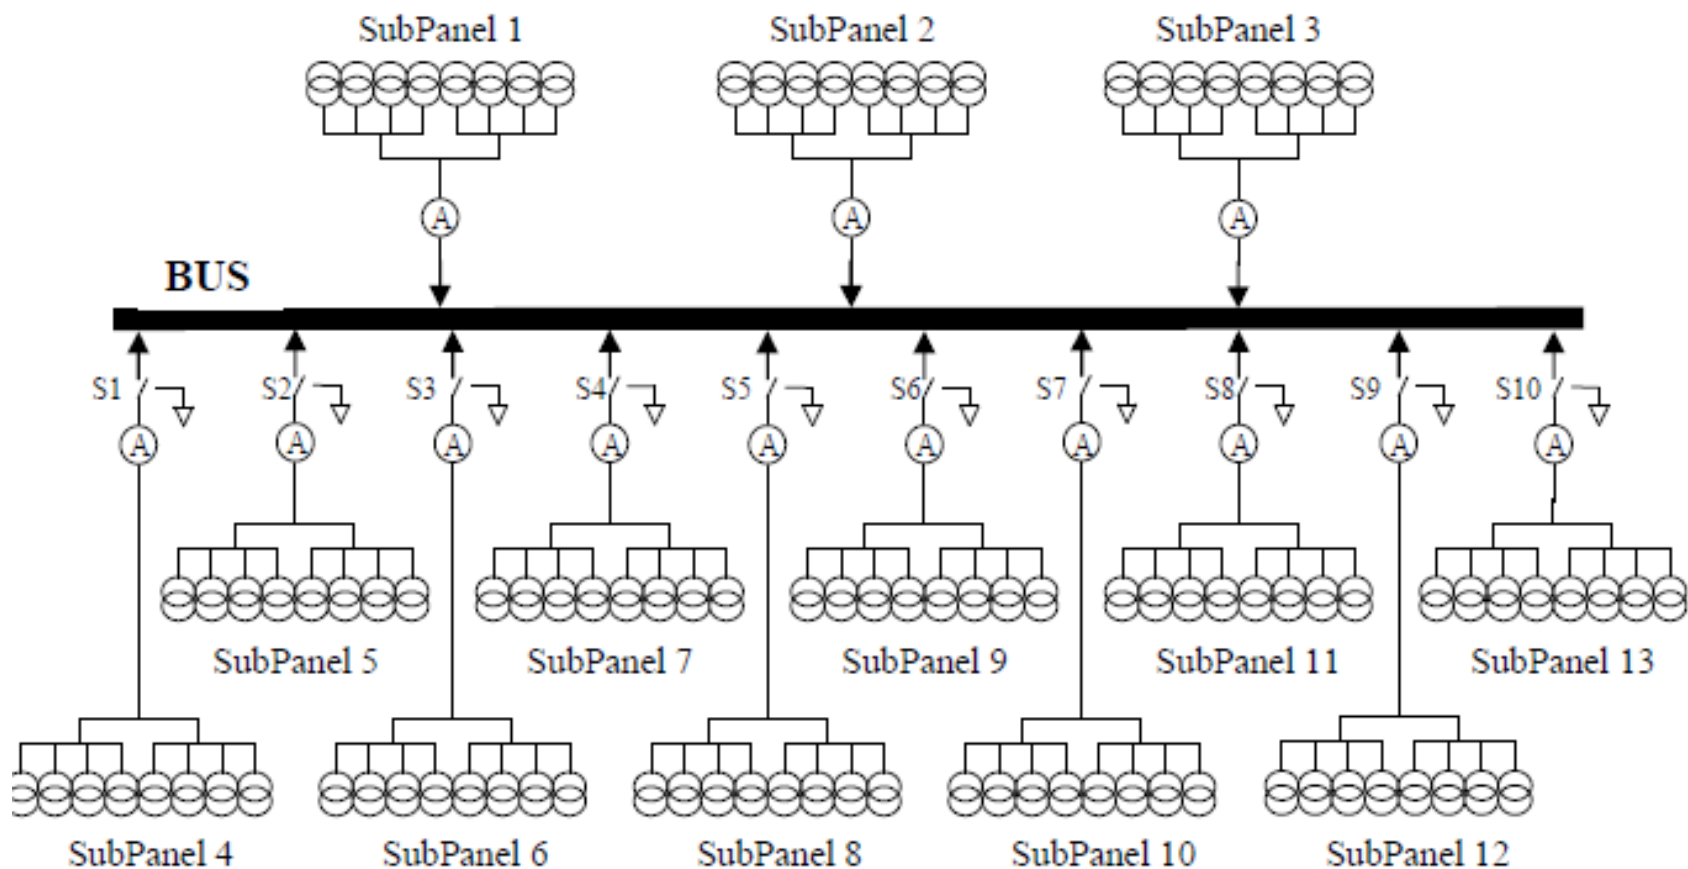 SubPanel 1 SubPanel 2 SubPanel 3
A A A
BUS
S1 S2 S3 S4 S5 S6 S7 S8 S9 S10
A A A A A A A A A A
SubPanel 5 SubPanel 7 SubPanel 9 SubPanel 11 SubPanel 13
SubPanel 4 SubPanel 6 SubPanel 8 SubPanel 10 SubPanel 12